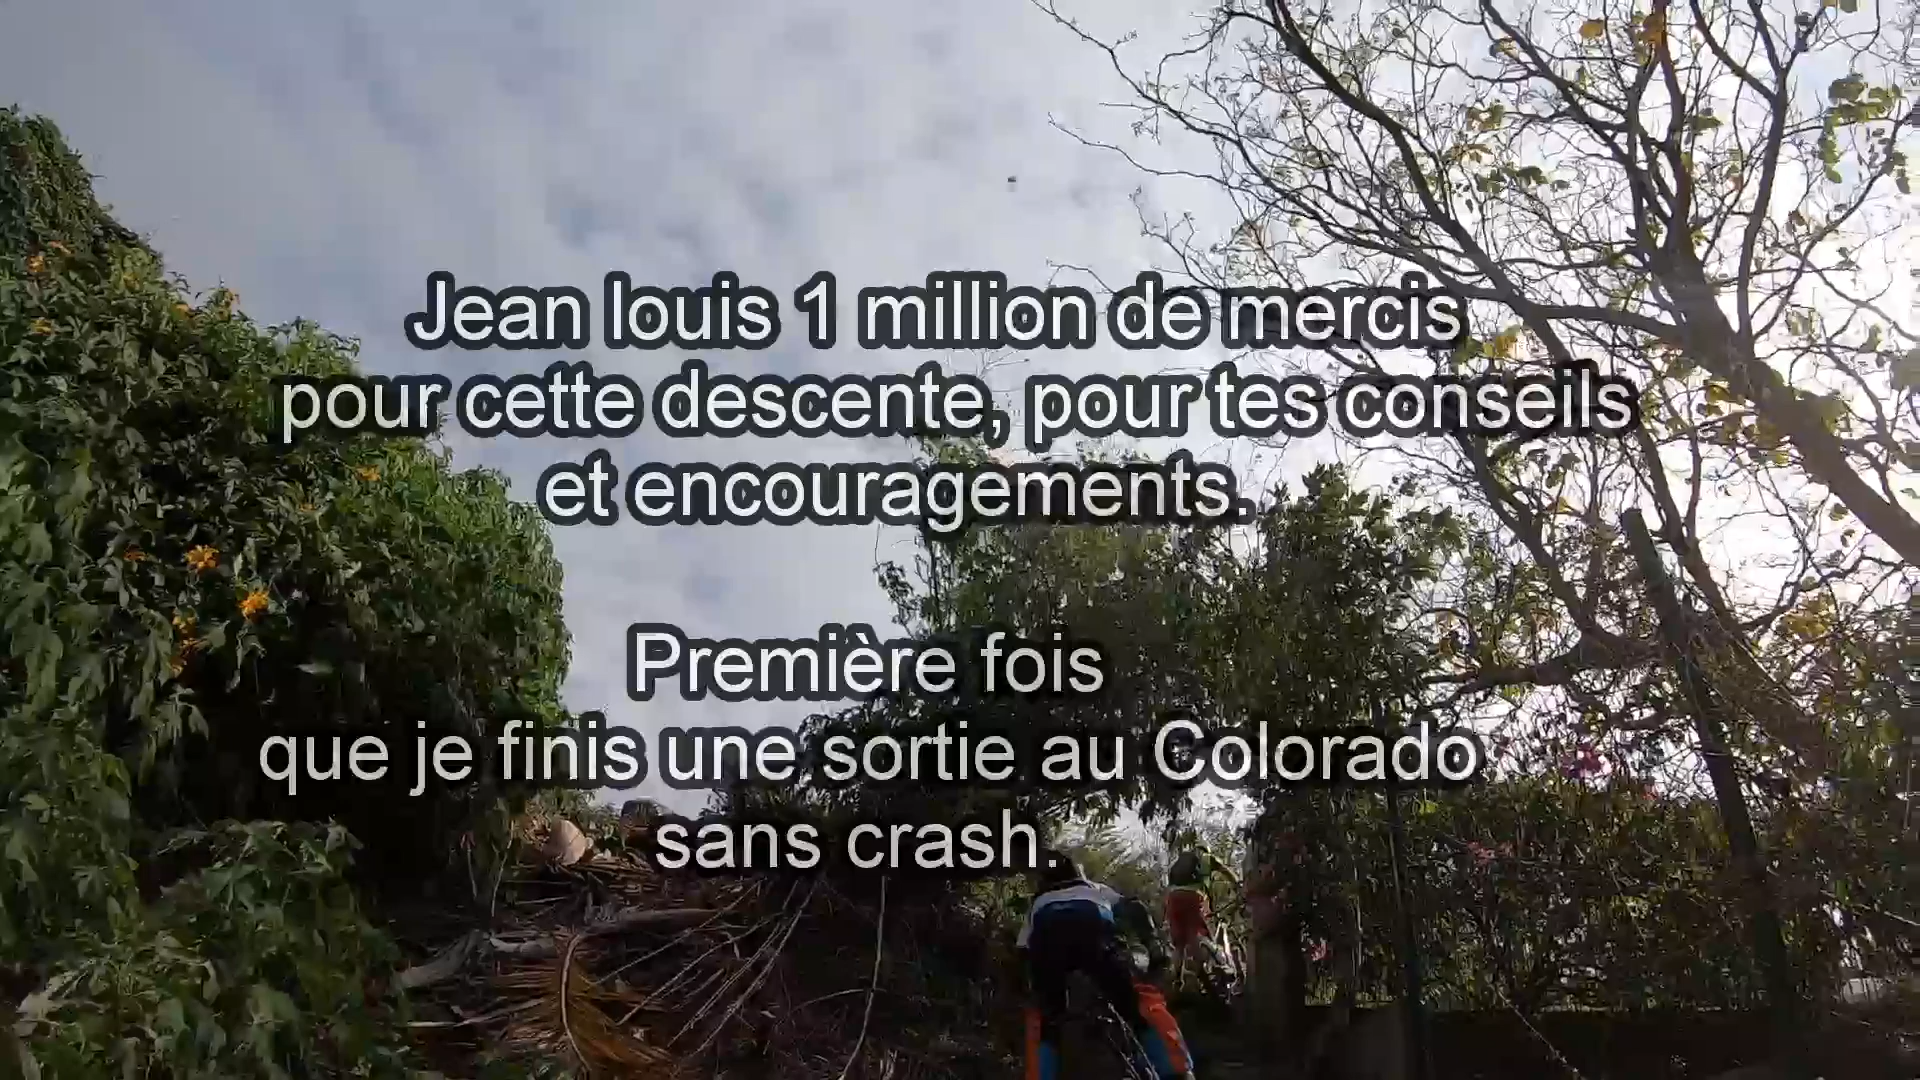 Jean louis 1 million de mercis
pour cette descente, pour tes conseils
et encouragements.
Première fois
que je finis une sortie au Colorado
sans crash.